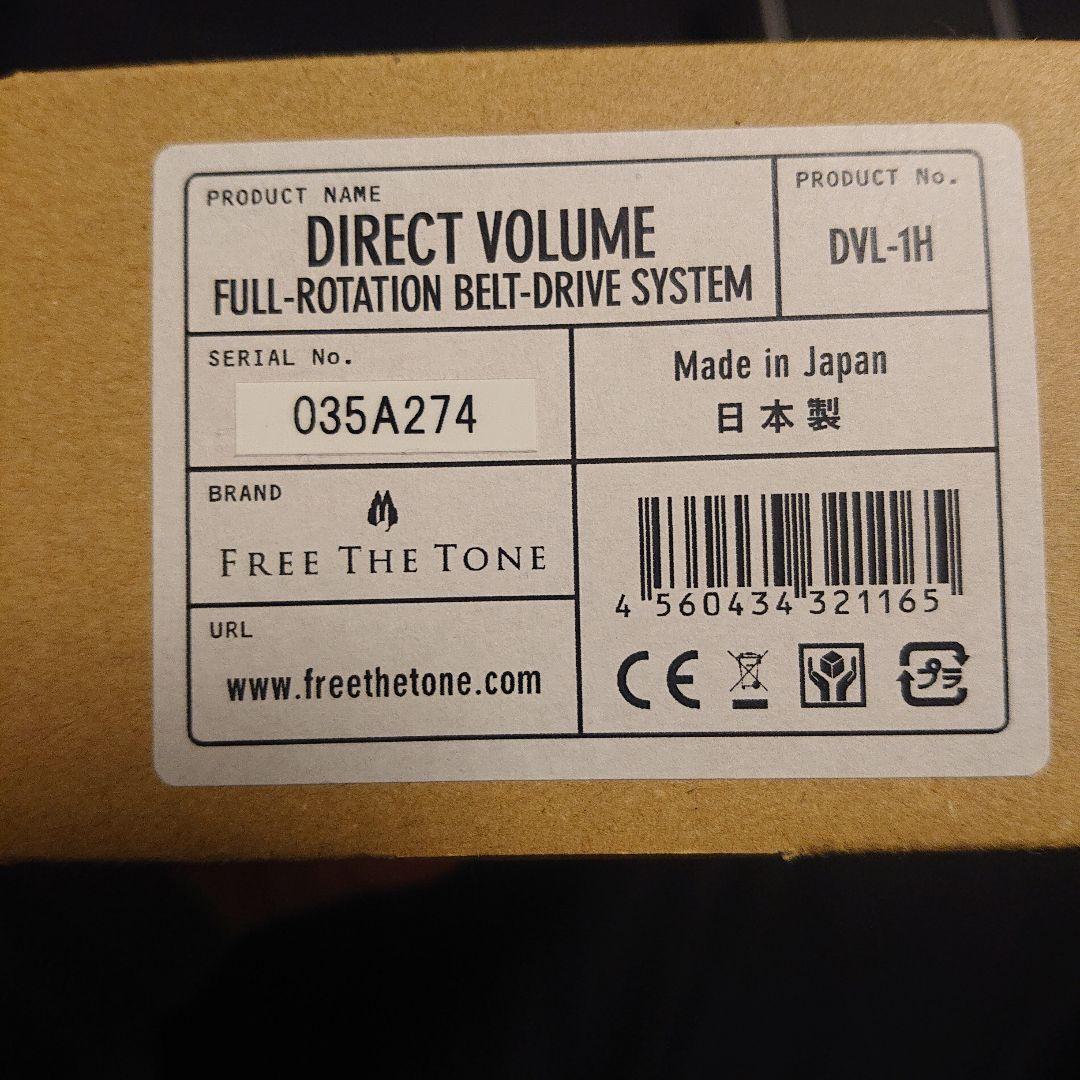 PRODUCT NAME
DIRECT VOLUME
FULL-ROTATION BELT-DRIVE SYSTEM
PRODUCT No.
DVL-1H
SERIAL No.
035A274
Made in Japan
日本製
BRAND
FREE THE TONE
URL
www.freethetone.com
4 560434 321165
CE
プラ